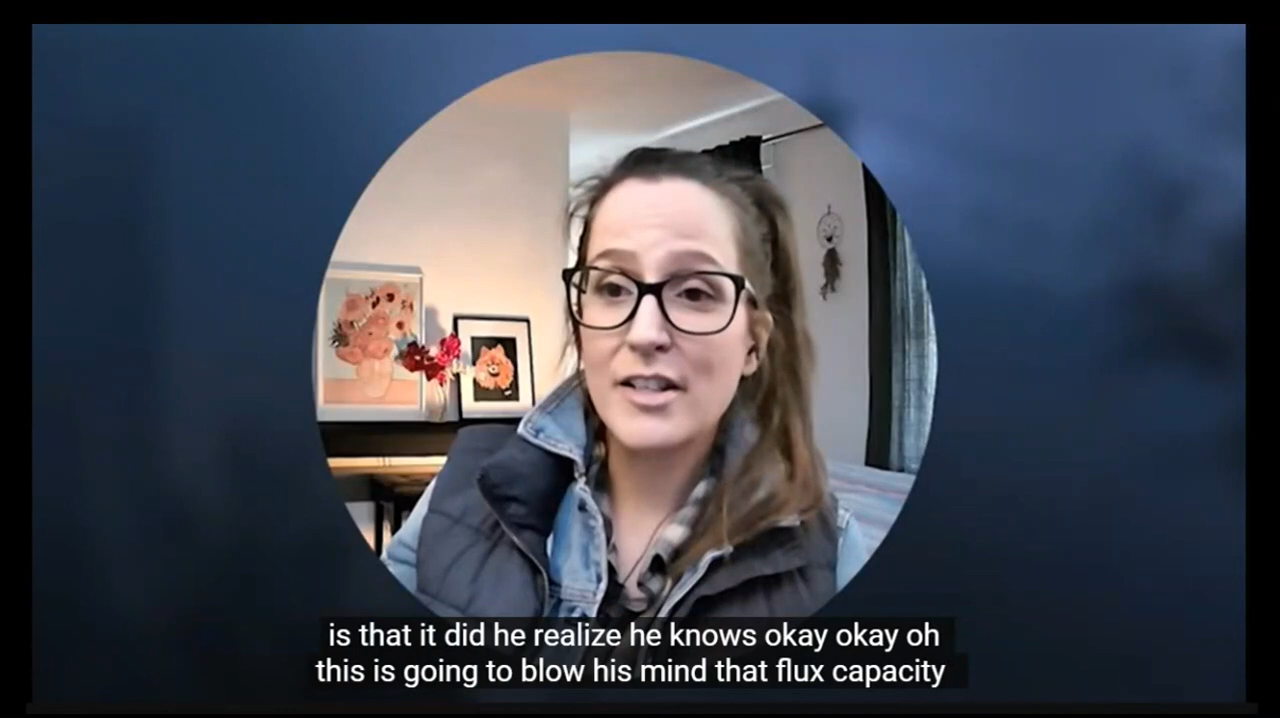 is that it did he realize he knows okay okay oh
this is going to blow his mind that flux capacity